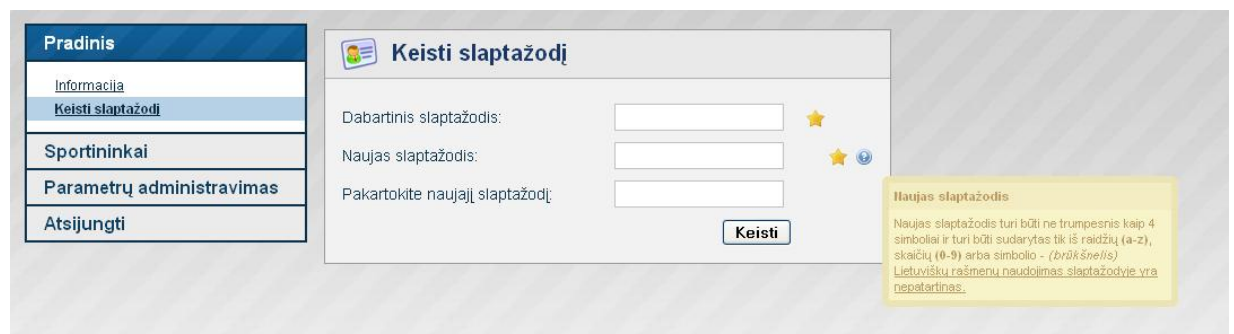 Pradinis
Informacija
Keisti slaptažodį
Sportininkai
Parametrų administravimas
Atsijungti
Keisti slaptažodį
Dabartinis slaptažodis:
Naujas slaptažodis:
Pakartokite naująjį slaptažodį:
Keisti
Naujas slaptažodis
Naujas slaptažodis turi būti ne trumpesnis kaip 4
simboliai ir turi būti sudarytas tik iš raidžių (a-z),
skaičių (0-9) arba simbolio - (brūkšnelis)
Lietuviškų rašmenų naudojimas slaptažodyje yra
nepatartinas.